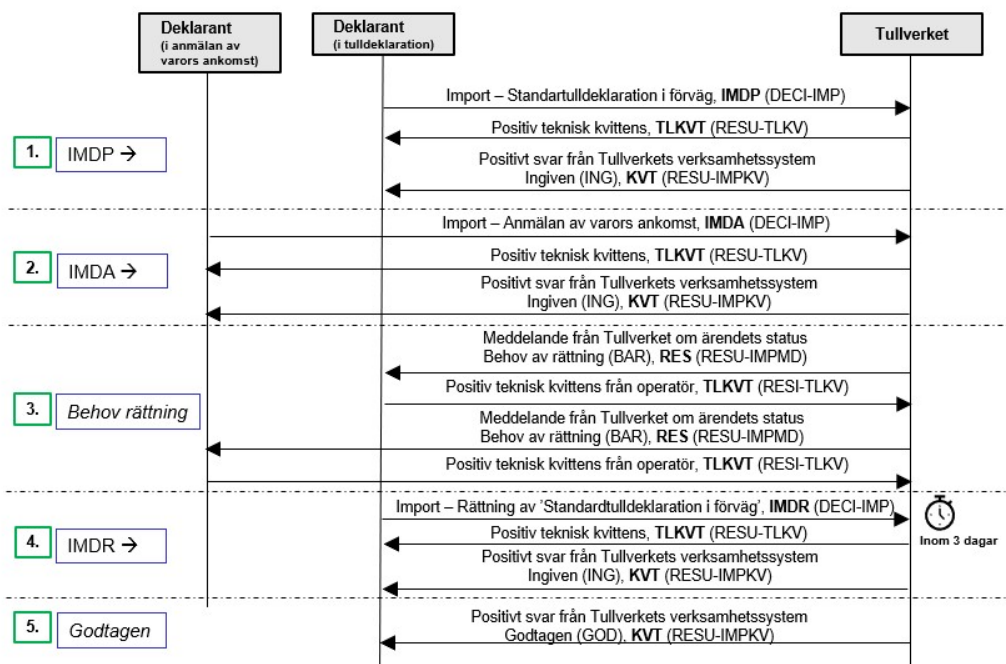 Deklarant
(i anmälan av
varors ankomst)
Deklarant
(i tulldeklaration)
Tullverket
Import – Standartulldeklaration i förväg, IMDP (DECI-IMP)
Positiv teknisk kvittens, TLKVT (RESU-TLKV)
1.
IMDP →
Positivt svar från Tullverkets verksamhetssystem
Ingiven (ING), KVT (RESU-IMPKV)
Import – Anmälan av varors ankomst, IMDA (DECI-IMP)
Positiv teknisk kvittens, TLKVT (RESU-TLKV)
2.
IMDA →
Positivt svar från Tullverkets verksamhetssystem
Ingiven (ING), KVT (RESU-IMPKV)
Meddelande från Tullverket om ärendets status
Behov av rättning (BAR), RES (RESU-IMPMD)
Positiv teknisk kvittens från operatör, TLKVT (RESI-TLKV)
3.
Behov rättning
Meddelande från Tullverket om ärendets status
Behov av rättning (BAR), RES (RESU-IMPMD)
Positiv teknisk kvittens från operatör, TLKVT (RESI-TLKV)
Import – Rättning av 'Standardtulldeklaration i förväg', IMDR (DECI-IMP)
Positiv teknisk kvittens, TLKVT (RESU-TLKV)
Inom 3 dagar
4.
IMDR →
Positivt svar från Tullverkets verksamhetssystem
Ingiven (ING), KVT (RESU-IMPKV)
5.
Godtagen
Positivt svar från Tullverkets verksamhetssystem
Godtagen (GOD), KVT (RESU-IMPKV)